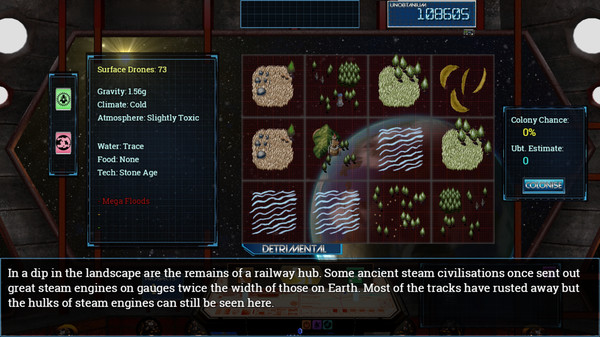 UNOBTANIUM
108605
Surface Drones: 73
Gravity: 1.56g
Climate: Cold
Atmosphere: Slightly Toxic
Water: Trace
Food: None
Tech: Stone Age
Mega Floods
Colony Chance:
0%
Ubt. Estimate:
0
COLONISE
DETRIMENTAL
In a dip in the landscape are the remains of a railway hub. Some ancient steam civilisations once sent out
great steam engines on gauges twice the width of those on Earth. Most of the tracks have rusted away but
the hulks of steam engines can still be seen here.